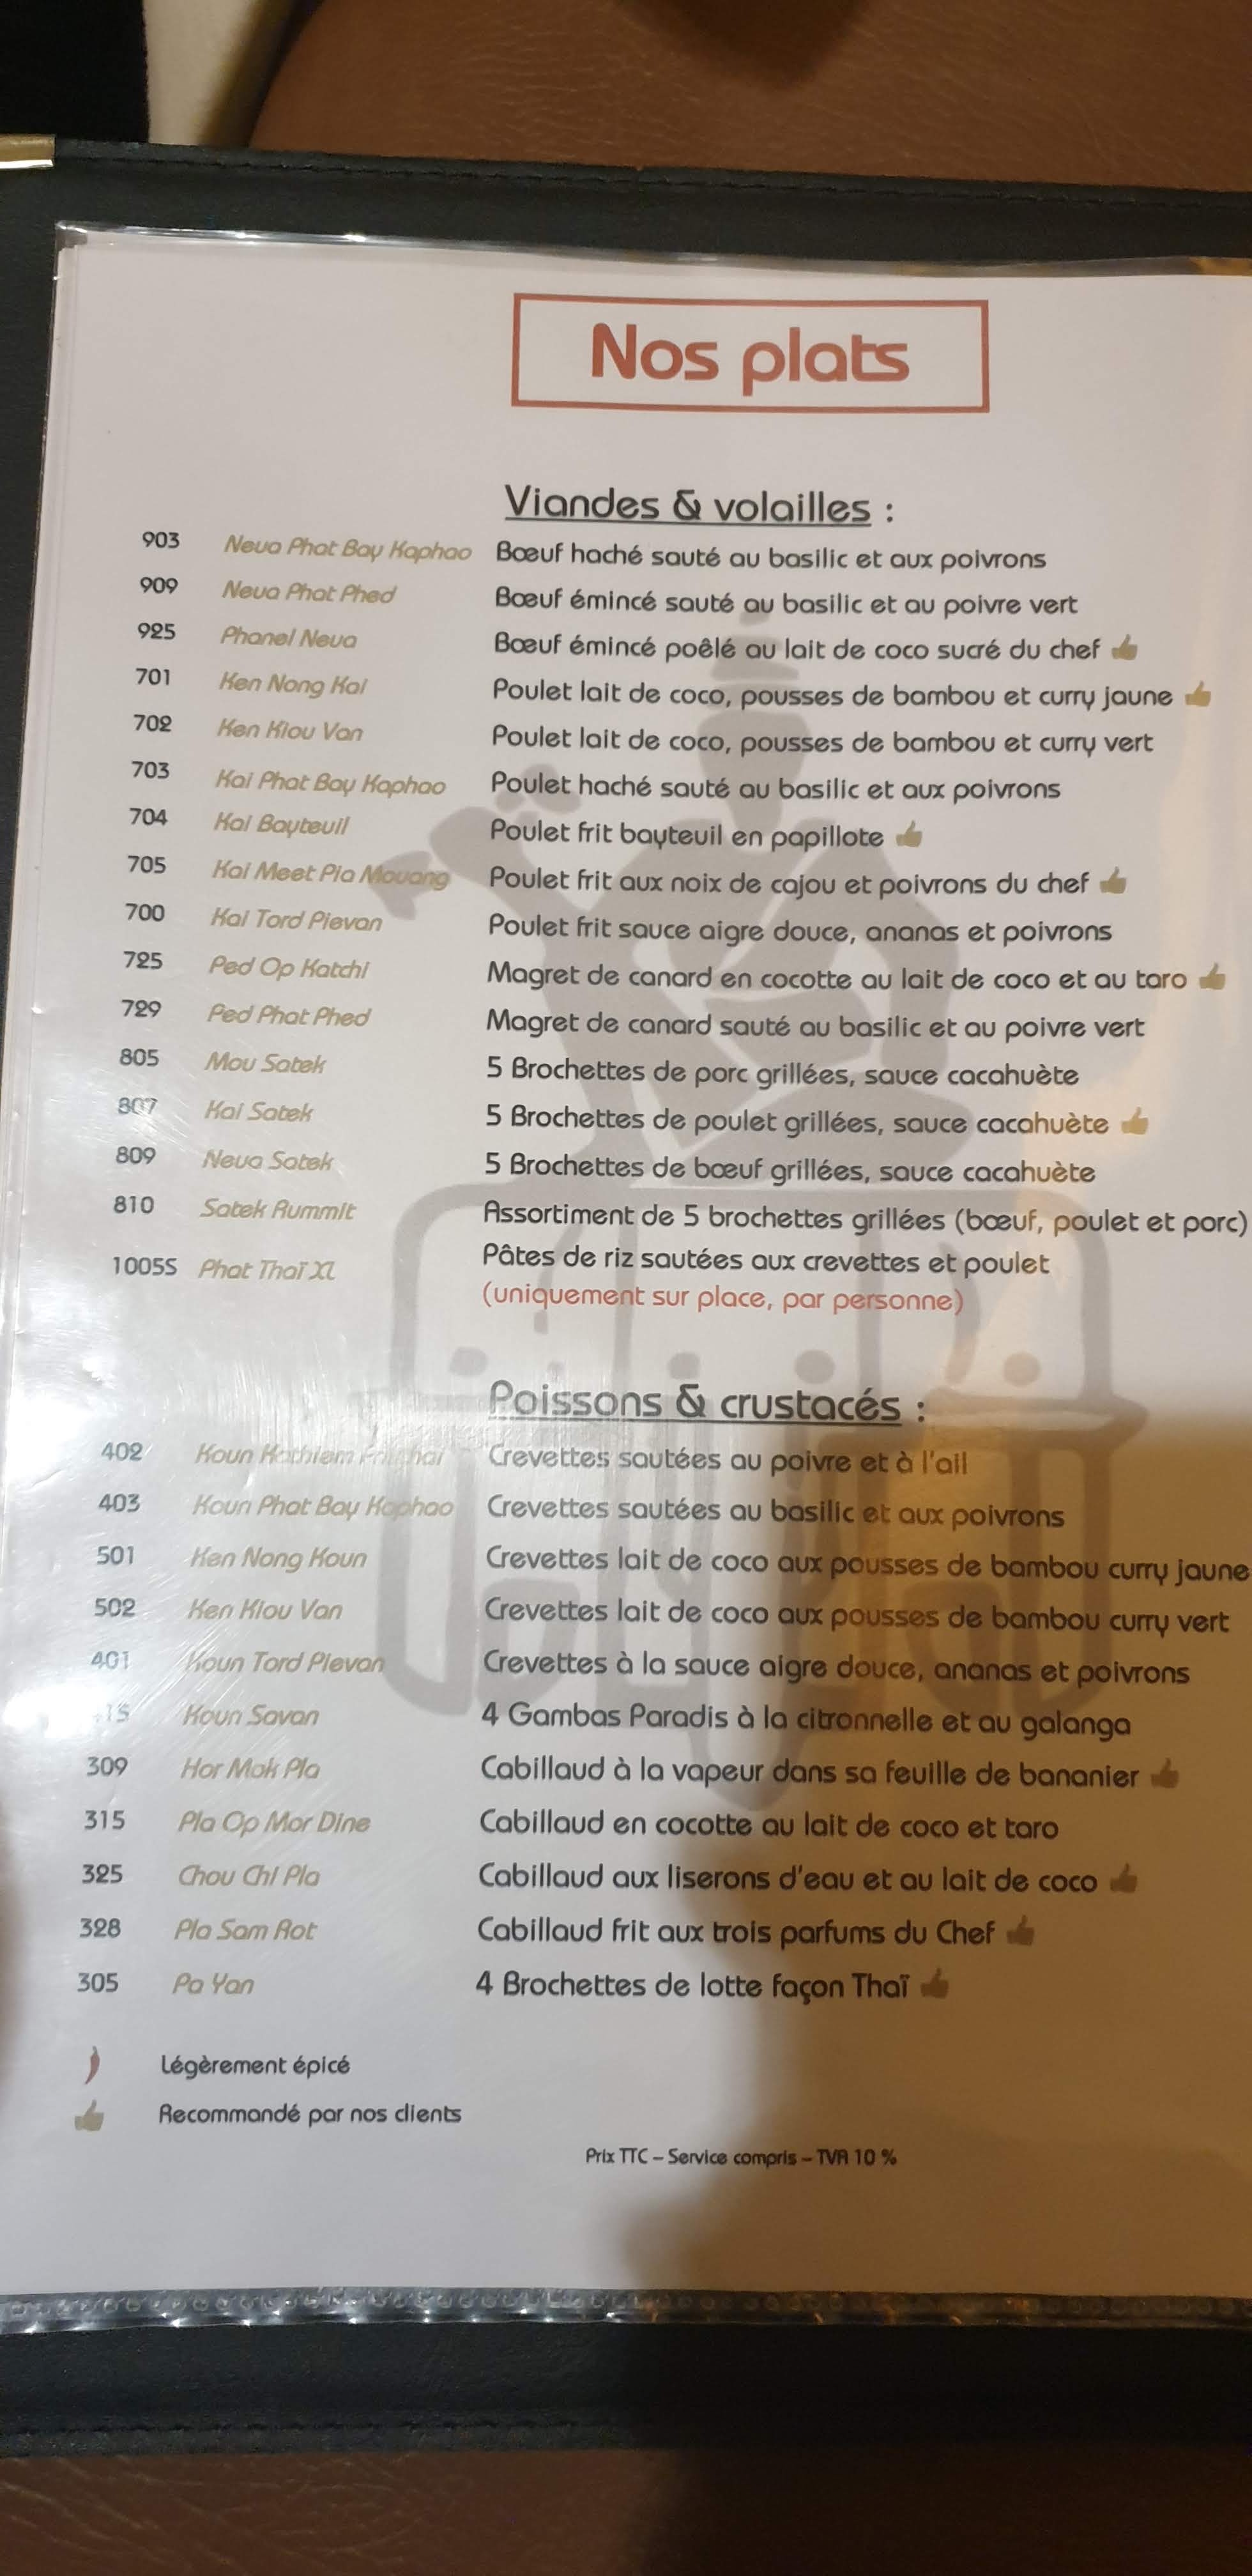 Nos plats
Viandes & volailles :
903 Neua Phat Bay Kaphao Bœuf haché sauté au basilic et aux poivrons
909 Neua Phat Phed Bœuf émincé sauté au basilic et au poivre vert
925 Phanel Neua Bœuf émincé poêlé au lait de coco sucré du chef
701 Ken Nong Kai Poulet lait de coco, pousses de bambou et curry jaune
702 Ken Kiou Van Poulet lait de coco, pousses de bambou et curry vert
703 Kai Phat Bay Kaphao Poulet haché sauté au basilic et aux poivrons
704 Kai Bayteuil Poulet frit bayteuil en papillote
705 Kai Meet Pla Mouang Poulet frit aux noix de cajou et poivrons du chef
700 Kai Tord Pievan Poulet frit sauce aigre douce, ananas et poivrons
725 Ped Op Katchi Magret de canard en cocotte au lait de coco et au taro
729 Ped Phat Phed Magret de canard sauté au basilic et au poivre vert
805 Mou Satek 5 Brochettes de porc grillées, sauce cacahuète
807 Kai Satek 5 Brochettes de poulet grillées, sauce cacahuète
809 Neua Satek 5 Brochettes de bœuf grillées, sauce cacahuète
810 Satek Rummit Assortiment de 5 brochettes grillées (bœuf, poulet et porc)
1005S Phat Thaï XL Pâtes de riz sautées aux crevettes et poulet
(uniquement sur place, par personne)
Poissons & crustacés :
402 Koun Kathiem Crevettes sautées au poivre et à l'ail
403 Koun Phat Bay Kaphao Crevettes sautées au basilic et aux poivrons
501 Ken Nong Koun Crevettes lait de coco aux pousses de bambou curry jaune
502 Ken Kiou Van Crevettes lait de coco aux pousses de bambou curry vert
401 Koun Tord Pievan Crevettes à la sauce aigre douce, ananas et poivrons
Koun Savan 4 Gambas Paradis à la citronnelle et au galanga
309 Hor Mok Pla Cabillaud à la vapeur dans sa feuille de bananier
315 Pla Op Mor Dine Cabillaud en cocotte au lait de coco et taro
325 Chou Chi Pla Cabillaud aux liserons d'eau et au lait de coco
328 Pla Sam Rot Cabillaud frit aux trois parfums du Chef
305 Pa Yan 4 Brochettes de lotte façon Thaï
Légèrement épicé
Recommandé par nos clients
Prix TTC – Service compris – TVA 10 %